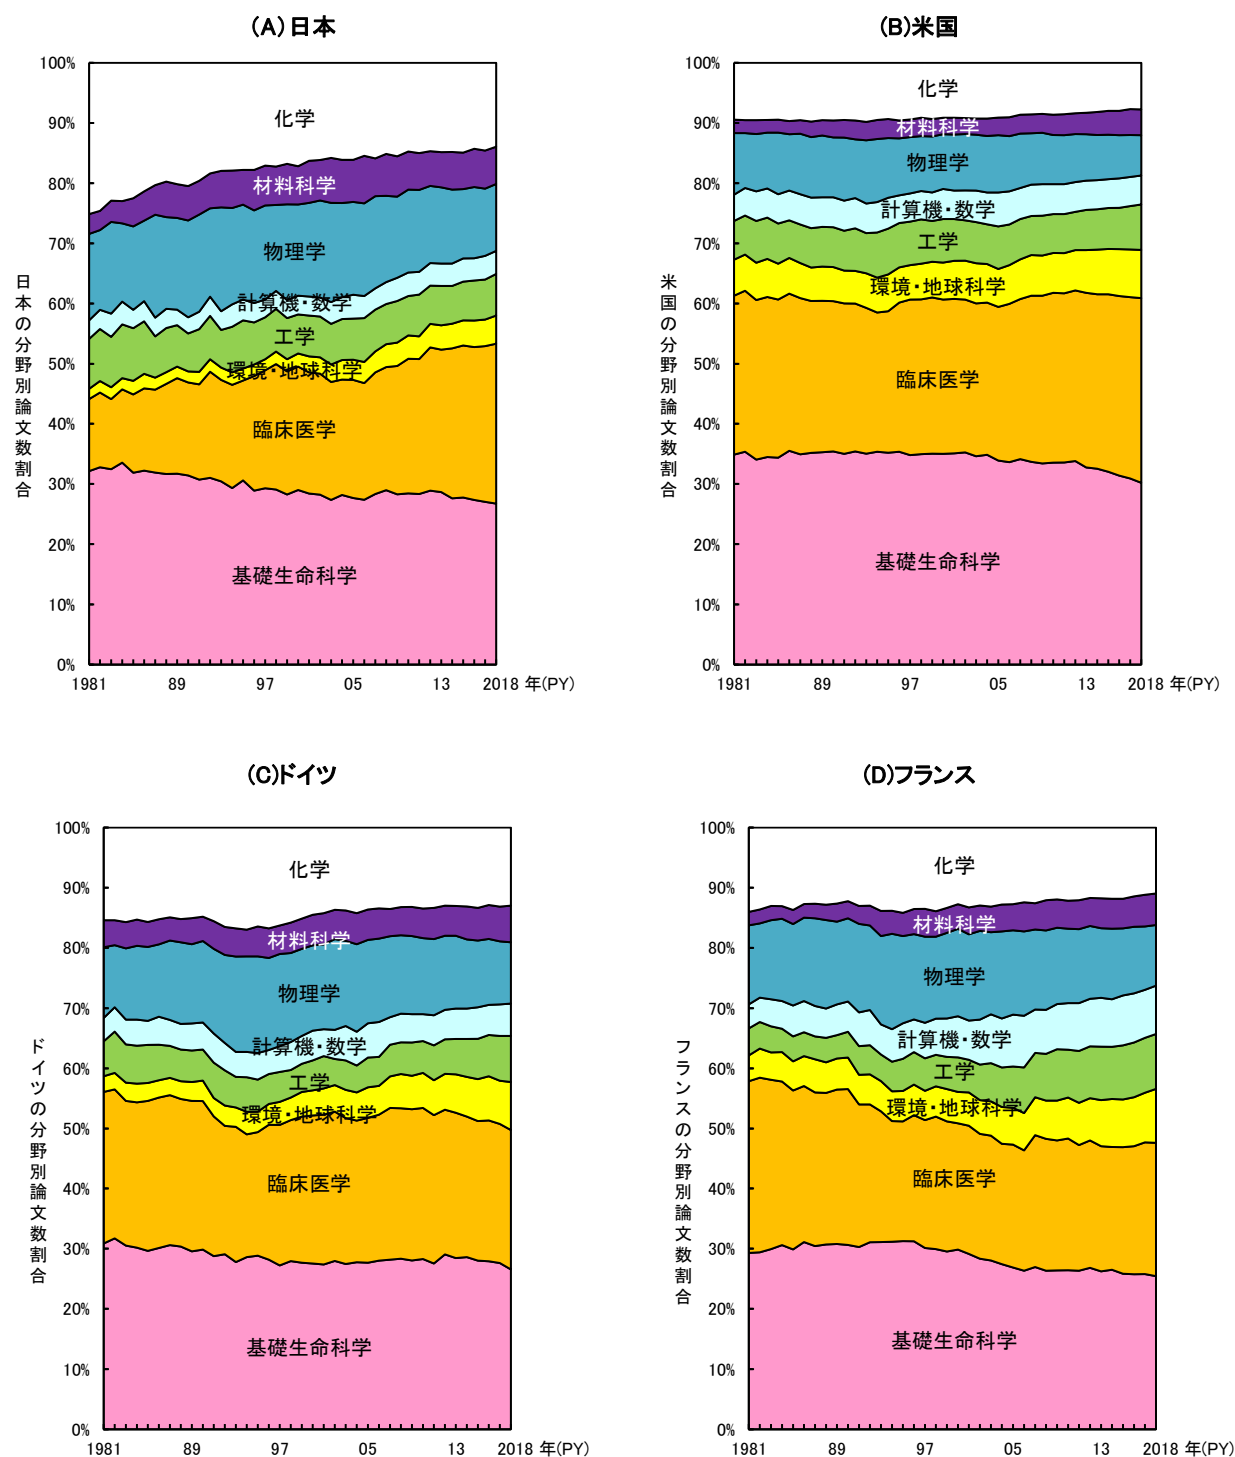 (A)日本
100%
90%
80%
70%
60%
50%
40%
30%
20%
10%
0%
日本の分野別論文数割合
化学
材料科学
物理学
計算機・数学
工学
環境・地球科学
臨床医学
基礎生命科学
1981 89 97 05 13 2018 年(PY)
(B)米国
100%
90%
80%
70%
60%
50%
40%
30%
20%
10%
0%
米国の分野別論文数割合
化学
材料科学
物理学
計算機・数学
工学
環境・地球科学
臨床医学
基礎生命科学
1981 89 97 05 13 2018 年(PY)
(C)ドイツ
100%
90%
80%
70%
60%
50%
40%
30%
20%
10%
0%
ドイツの分野別論文数割合
化学
材料科学
物理学
計算機・数学
工学
環境・地球科学
臨床医学
基礎生命科学
1981 89 97 05 13 2018 年(PY)
(D)フランス
100%
90%
80%
70%
60%
50%
40%
30%
20%
10%
0%
フランスの分野別論文数割合
化学
材料科学
物理学
計算機・数学
工学
環境・地球科学
臨床医学
基礎生命科学
1981 89 97 05 13 2018 年(PY)